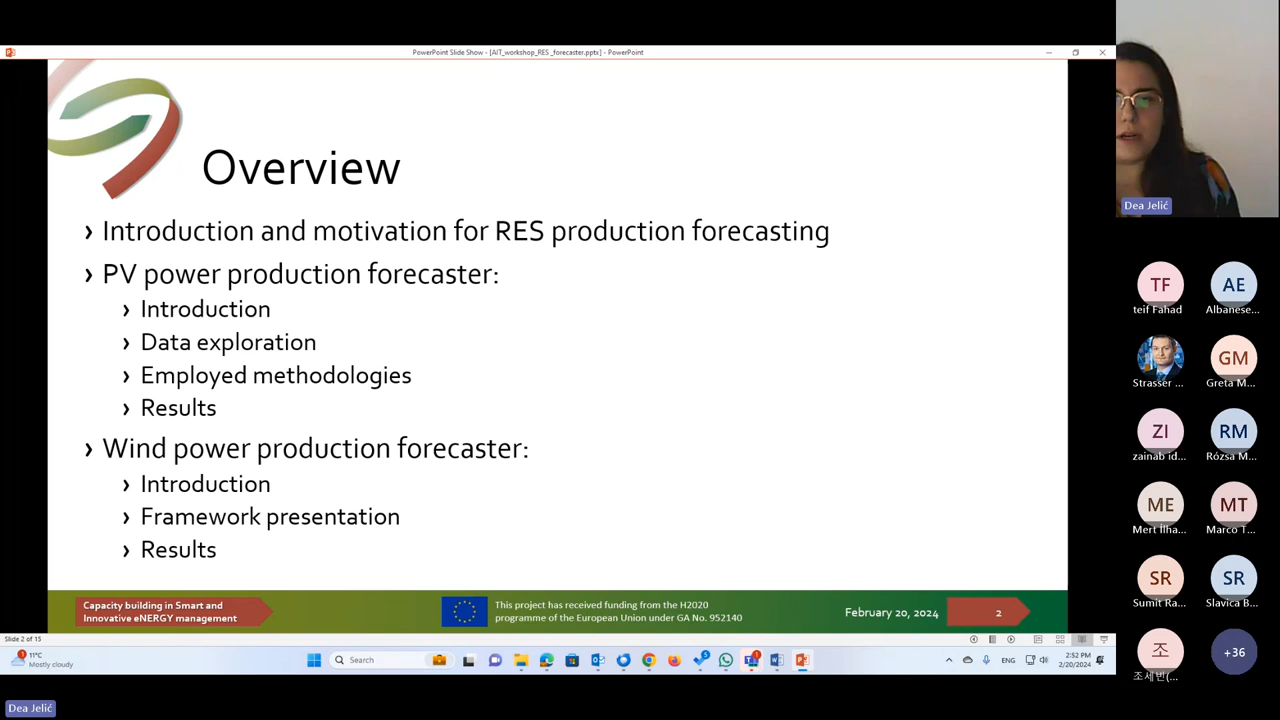 PowerPoint Slide Show - [AIT_workshop_RES_forecaster.pptx] - PowerPoint
Overview
› Introduction and motivation for RES production forecasting
› PV power production forecaster:
› Introduction
› Data exploration
› Employed methodologies
› Results
› Wind power production forecaster:
› Introduction
› Framework presentation
› Results
Capacity building in Smart and
Innovative eNERGY management
This project has received funding from the H2020
programme of the European Union under GA No. 952140
February 20, 2024
2
Slide 2 of 15
1
11°C
Mostly cloudy
Search
5
1
ENG
2:52 PM
2/20/2024
Dea Jelić
Dea Jelić
TF
teif Fahad
AE
Albanese...
Strasser ...
GM
Greta M...
ZI
zainab id...
RM
Rózsa M...
ME
Mert İlha...
MT
Marco T...
SR
Sumit Ra...
SR
Slavica B...
조
조세빈(...
+36